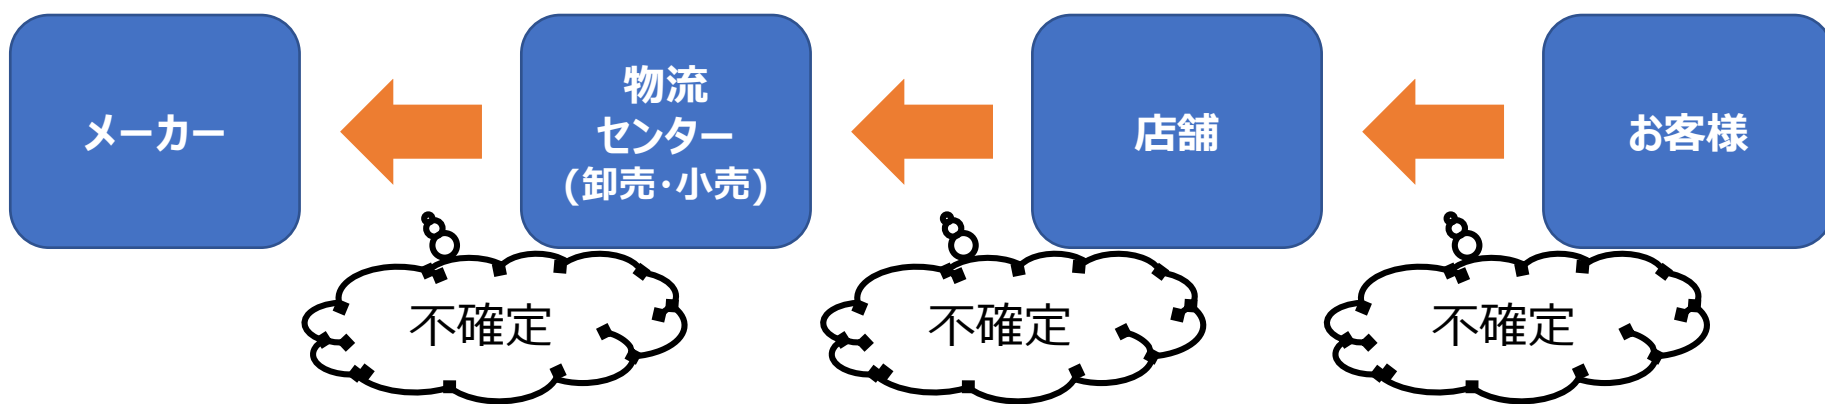 メーカー
物流
センター
(卸売・小売)
店舗
お客様
不確定
不確定
不確定